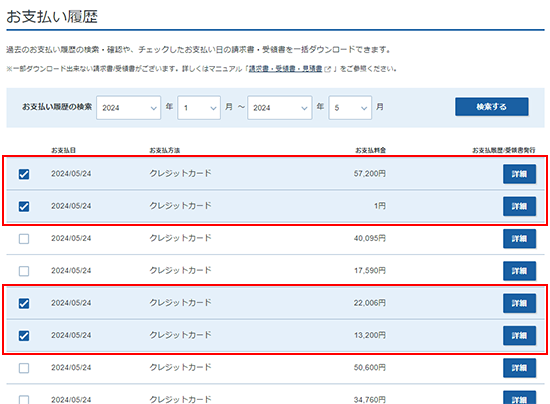 お支払い履歴
過去のお支払い履歴の検索・確認や、チェックしたお支払い日の請求書・受領書を一括ダウンロードできます。
※一部ダウンロード出来ない請求書/受領書がございます。詳しくはマニュアル「請求書・受領書・見積書」をご参照ください。
お支払い履歴の検索 2024 年 1 月 ～ 2024 年 5 月 検索する
お支払日 お支払方法 お支払料金 お支払履歴/受領書発行
2024/05/24 クレジットカード 57,200円 詳細
2024/05/24 クレジットカード 1円 詳細
2024/05/24 クレジットカード 40,095円 詳細
2024/05/24 クレジットカード 17,590円 詳細
2024/05/24 クレジットカード 22,006円 詳細
2024/05/24 クレジットカード 13,200円 詳細
2024/05/24 クレジットカード 50,600円 詳細
2024/05/24 クレジットカード 34,760円 詳細